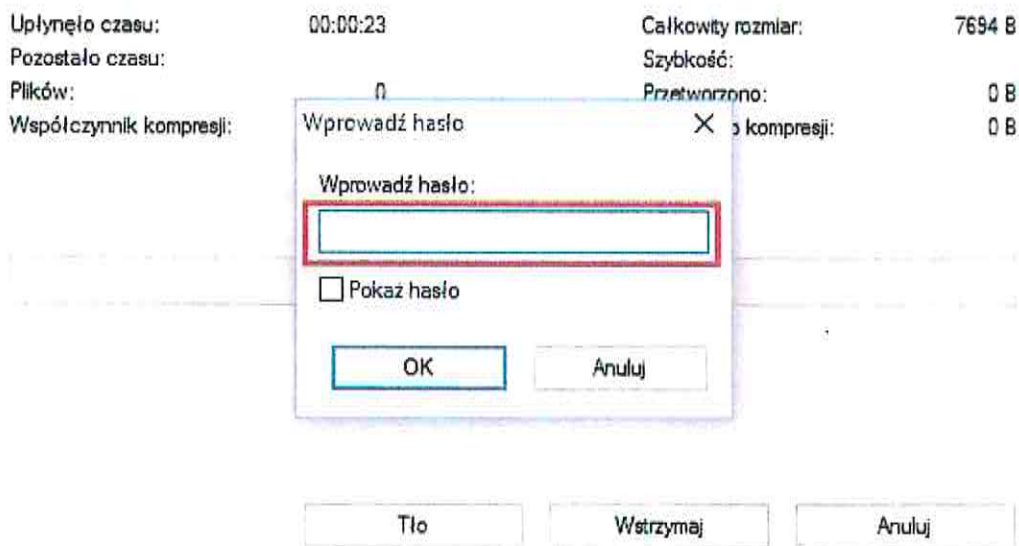 Upłynęło czasu: 00:00:23 Całkowity rozmiar: 7694 B
Pozostało czasu: Szybkość:
Plików: 0 Przetworzono: 0 B
Współczynnik kompresji: kompresji: 0 B
Wprowadź hasło
Wprowadź hasło:
Pokaż hasło
OK Anuluj
Tło Wstrzymaj Anuluj